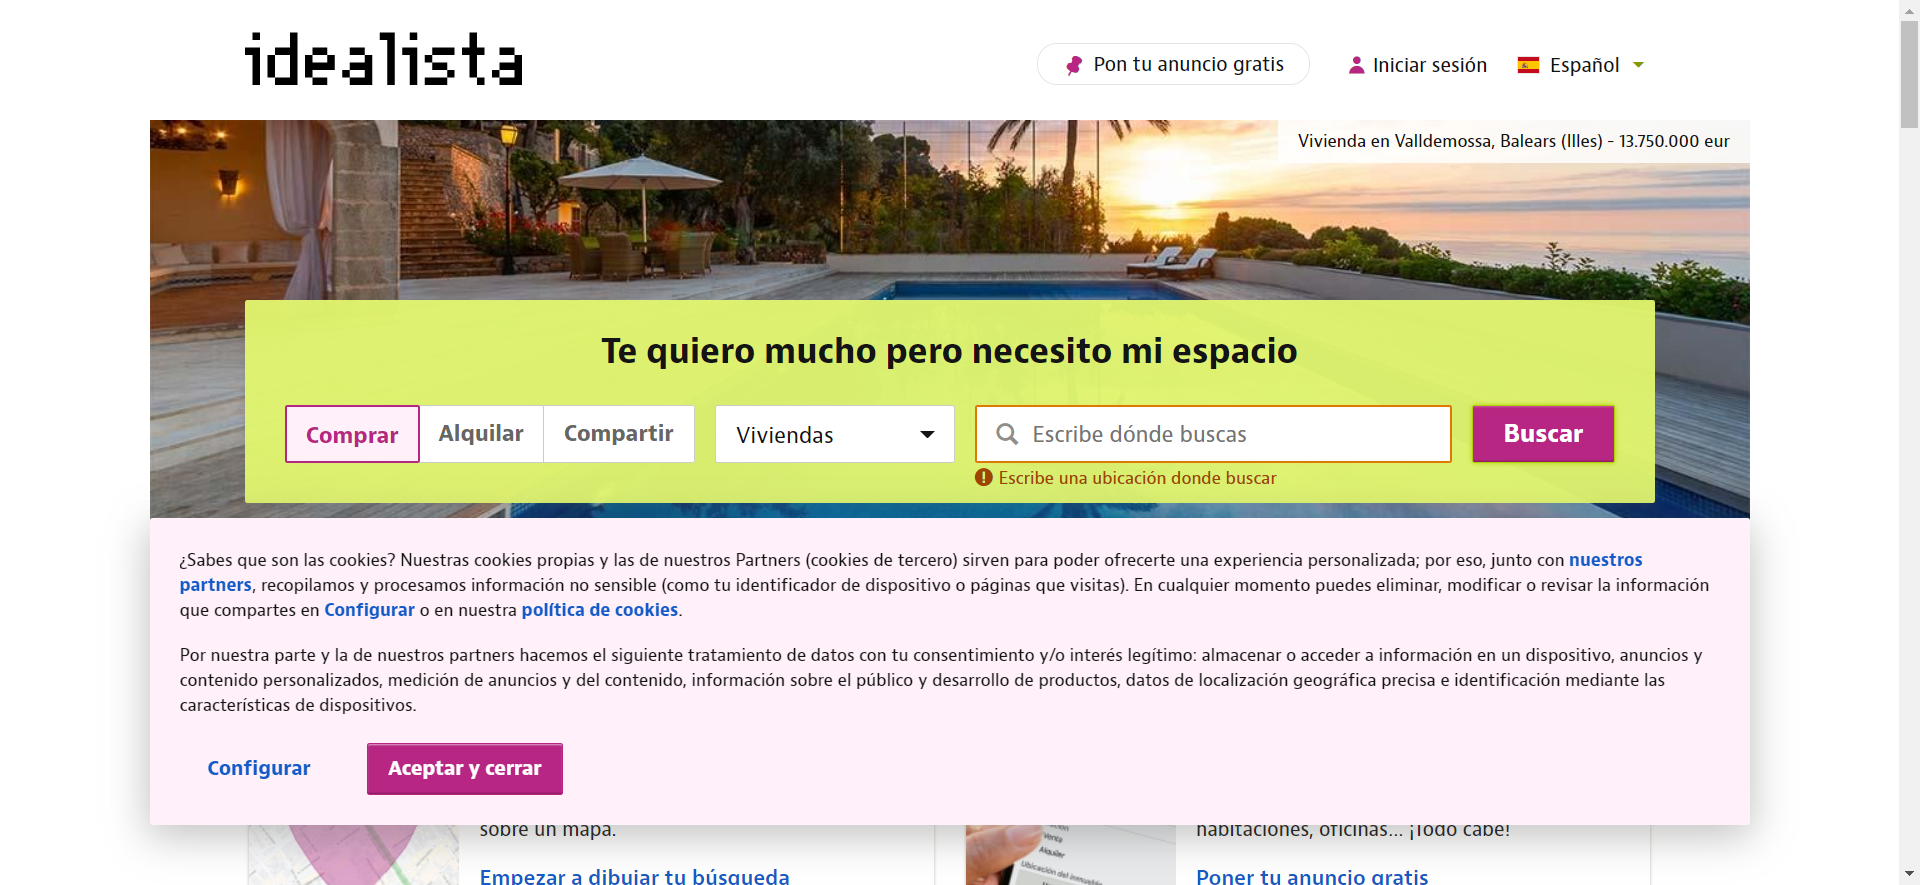 idealista
Pon tu anuncio gratis
Iniciar sesión
Español
Vivienda en Valldemossa, Balears (Illes) - 13.750.000 eur
Te quiero mucho pero necesito mi espacio
Comprar
Alquilar
Compartir
Viviendas
Escribe dónde buscas
Buscar
Escribe una ubicación donde buscar
¿Sabes que son las cookies? Nuestras cookies propias y las de nuestros Partners (cookies de tercero) sirven para poder ofrecerte una experiencia personalizada; por eso, junto con nuestros
partners, recopilamos y procesamos información no sensible (como tu identificador de dispositivo o páginas que visitas). En cualquier momento puedes eliminar, modificar o revisar la información
que compartes en Configurar o en nuestra política de cookies.
Por nuestra parte y la de nuestros partners hacemos el siguiente tratamiento de datos con tu consentimiento y/o interés legítimo: almacenar o acceder a información en un dispositivo, anuncios y
contenido personalizados, medición de anuncios y del contenido, información sobre el público y desarrollo de productos, datos de localización geográfica precisa e identificación mediante las
características de dispositivos.
Configurar
Aceptar y cerrar
sobre un mapa.
Empezar a dibujar tu búsqueda
Venta
Alquiler
Ubicación del inmueble
habitaciones, oficinas... ¡Todo cabe!
Poner tu anuncio gratis